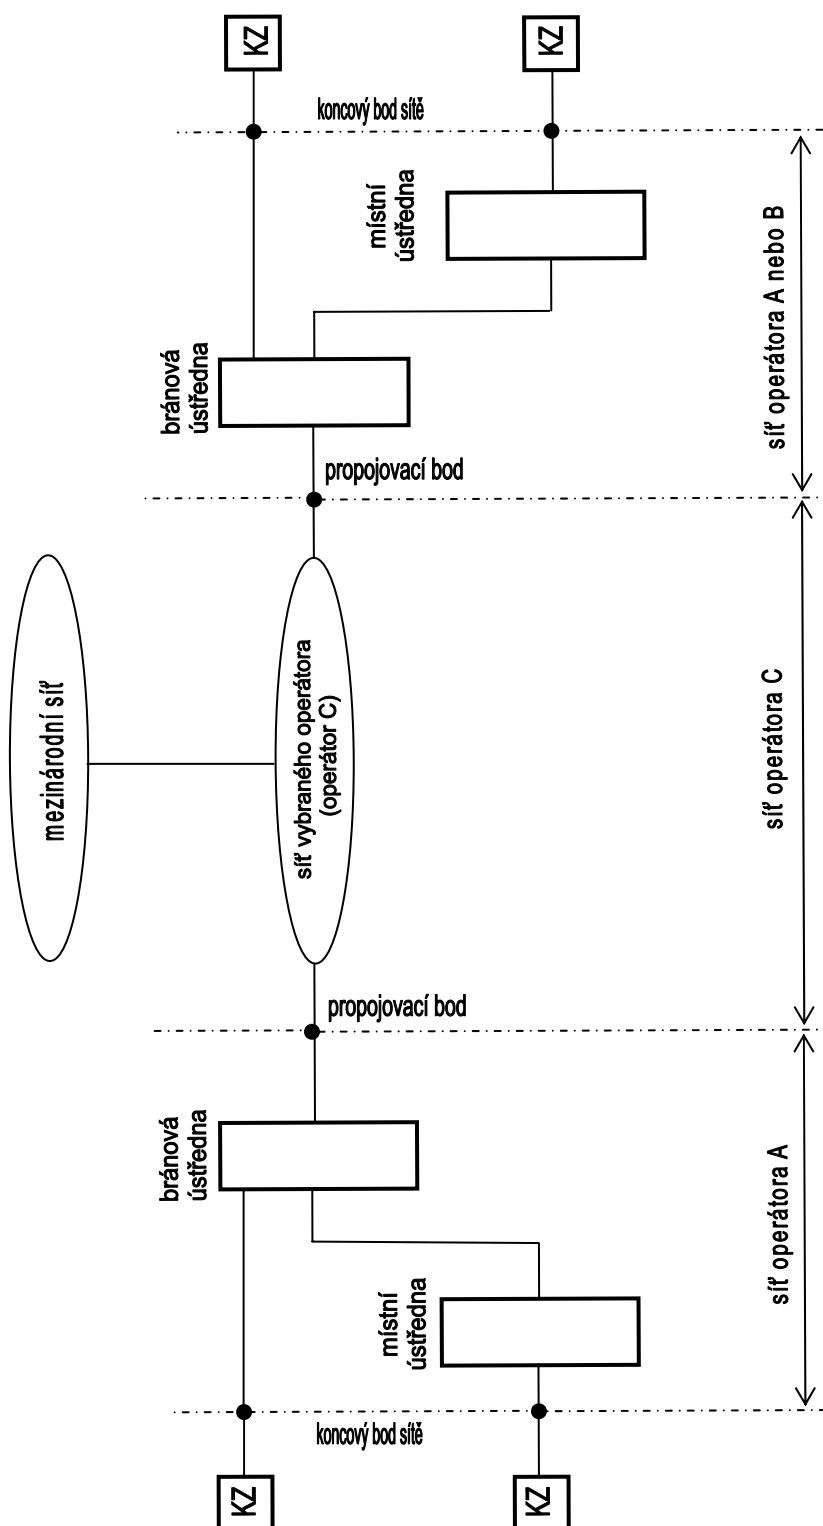 KZ
KZ
koncový bod sítě
místní
ústředna
bránová
ústředna
síť operátora A nebo B
propojovací bod
mezinárodní síť
síť vybraného operátora
(operátor C)
síť operátora C
propojovací bod
bránová
ústředna
síť operátora A
místní
ústředna
koncový bod sítě
KZ
KZ